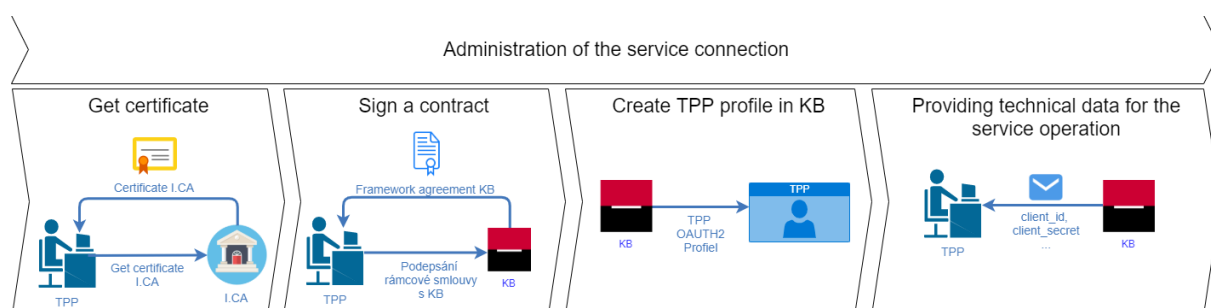 Administration of the service connection
Get certificate
Certificate I.CA
Get certificate
I.CA
TPP
I.CA
Sign a contract
Framework agreement KB
Podepsání
rámcové smlouvy
s KB
TPP
KB
Create TPP profile in KB
TPP
TPP
OAUTH2
Profiel
KB
Providing technical data for the
service operation
client_id,
client_secret
...
TPP
KB